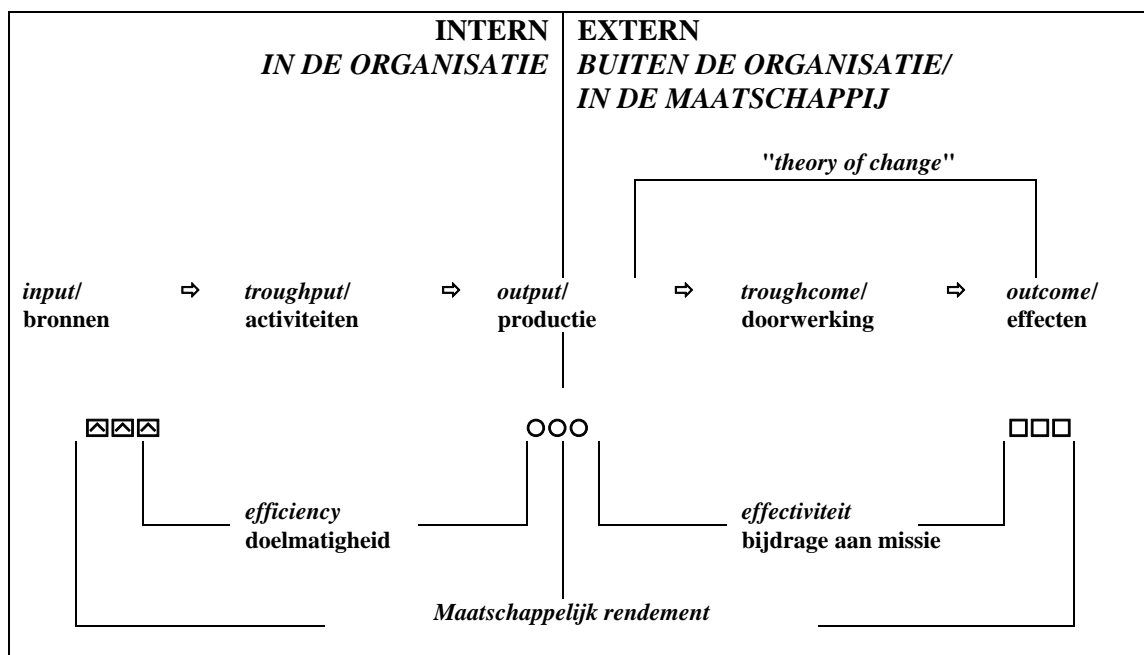 INTERN
IN DE ORGANISATIE
EXTERN
BUITEN DE ORGANISATIE/
IN DE MAATSCHAPPIJ
"theory of change"
input/
bronnen
⇨
troughput/
activiteiten
⇨
output/
productie
⇨
troughcome/
doorwerking
⇨
outcome/
effecten
efficiency
doelmatigheid
effectiviteit
bijdrage aan missie
Maatschappelijk rendement